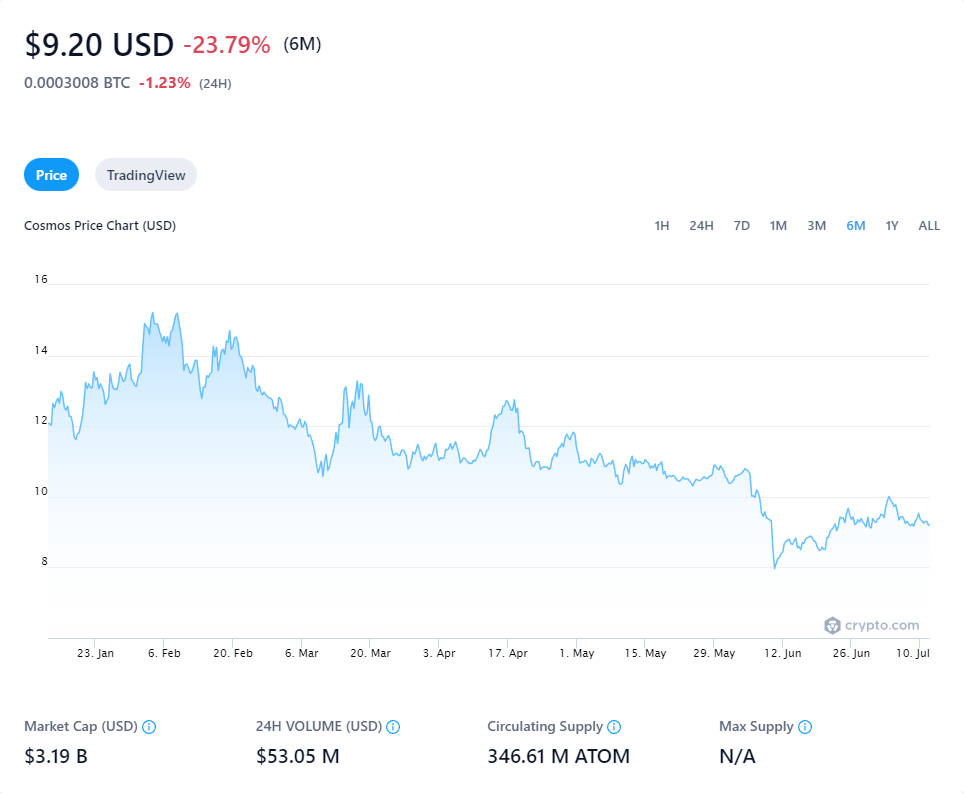 $9.20 USD -23.79% (6M)
0.0003008 BTC -1.23% (24H)
Price TradingView
Cosmos Price Chart (USD) 1H 24H 7D 1M 3M 6M 1Y ALL
16
14
12
10
8
crypto.com
23. Jan 6. Feb 20. Feb 6. Mar 20. Mar 3. Apr 17. Apr 1. May 15. May 29. May 12. Jun 26. Jun 10. Jul
Market Cap (USD) 24H VOLUME (USD) Circulating Supply Max Supply
$3.19 B $53.05 M 346.61 M ATOM N/A